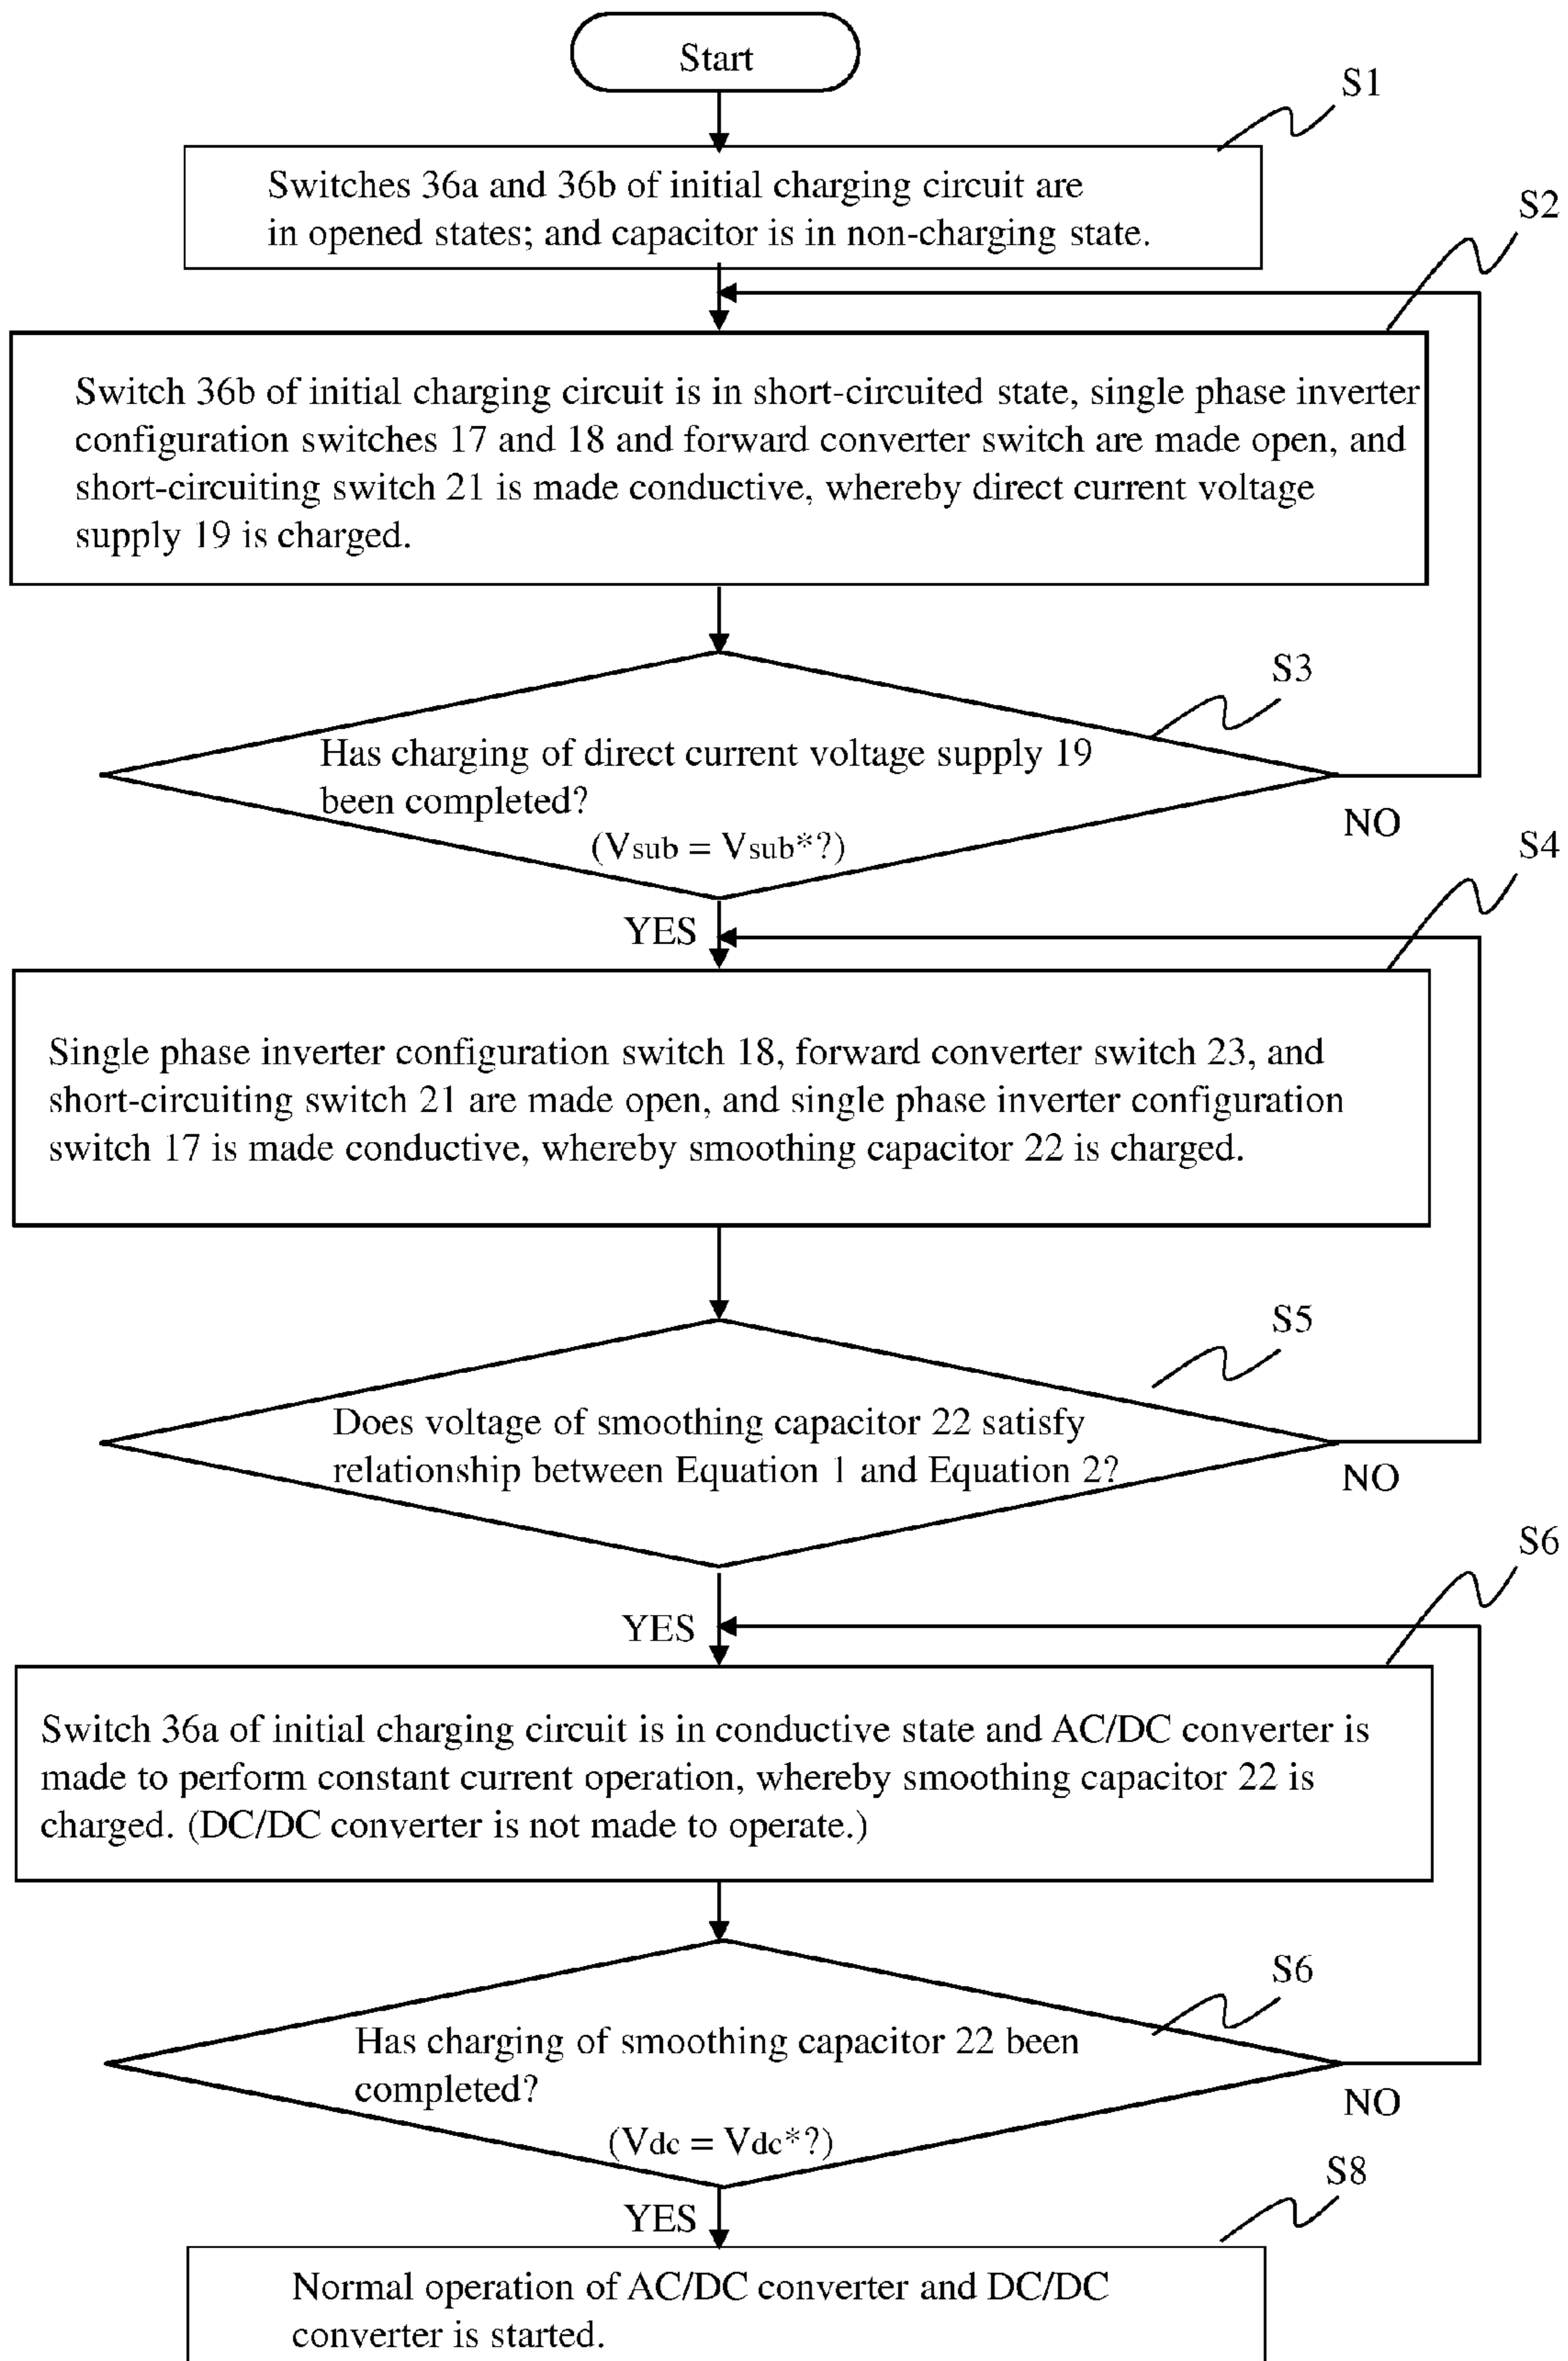 Start
S1
Switches 36a and 36b of initial charging circuit are
in opened states; and capacitor is in non-charging state.
S2
Switch 36b of initial charging circuit is in short-circuited state, single phase inverter
configuration switches 17 and 18 and forward converter switch are made open, and
short-circuiting switch 21 is made conductive, whereby direct current voltage
supply 19 is charged.
S3
Has charging of direct current voltage supply 19
been completed?
(Vsub = Vsub*?)
NO
YES
S4
Single phase inverter configuration switch 18, forward converter switch 23, and
short-circuiting switch 21 are made open, and single phase inverter configuration
switch 17 is made conductive, whereby smoothing capacitor 22 is charged.
S5
Does voltage of smoothing capacitor 22 satisfy
relationship between Equation 1 and Equation 2?
NO
YES
S6
Switch 36a of initial charging circuit is in conductive state and AC/DC converter is
made to perform constant current operation, whereby smoothing capacitor 22 is
charged. (DC/DC converter is not made to operate.)
S6
Has charging of smoothing capacitor 22 been
completed?
(Vdc = Vdc*?)
NO
YES
S8
Normal operation of AC/DC converter and DC/DC
converter is started.